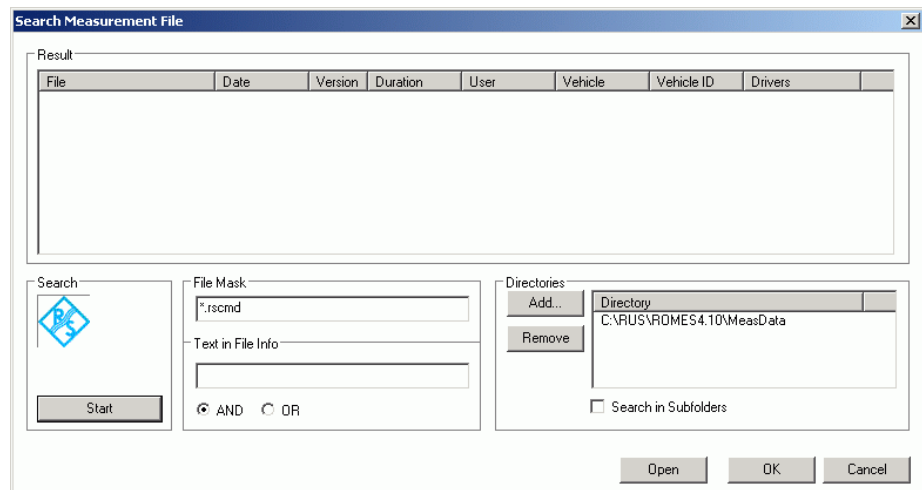 Search Measurement File
Result
File Date Version Duration User Vehicle Vehicle ID Drivers
Search
R S
Start
File Mask
*.rscmd
Text in File Info
AND OR
Directories
Add...
Remove
Directory
C:\RUS\ROMES4.10\MeasData
Search in Subfolders
Open OK Cancel